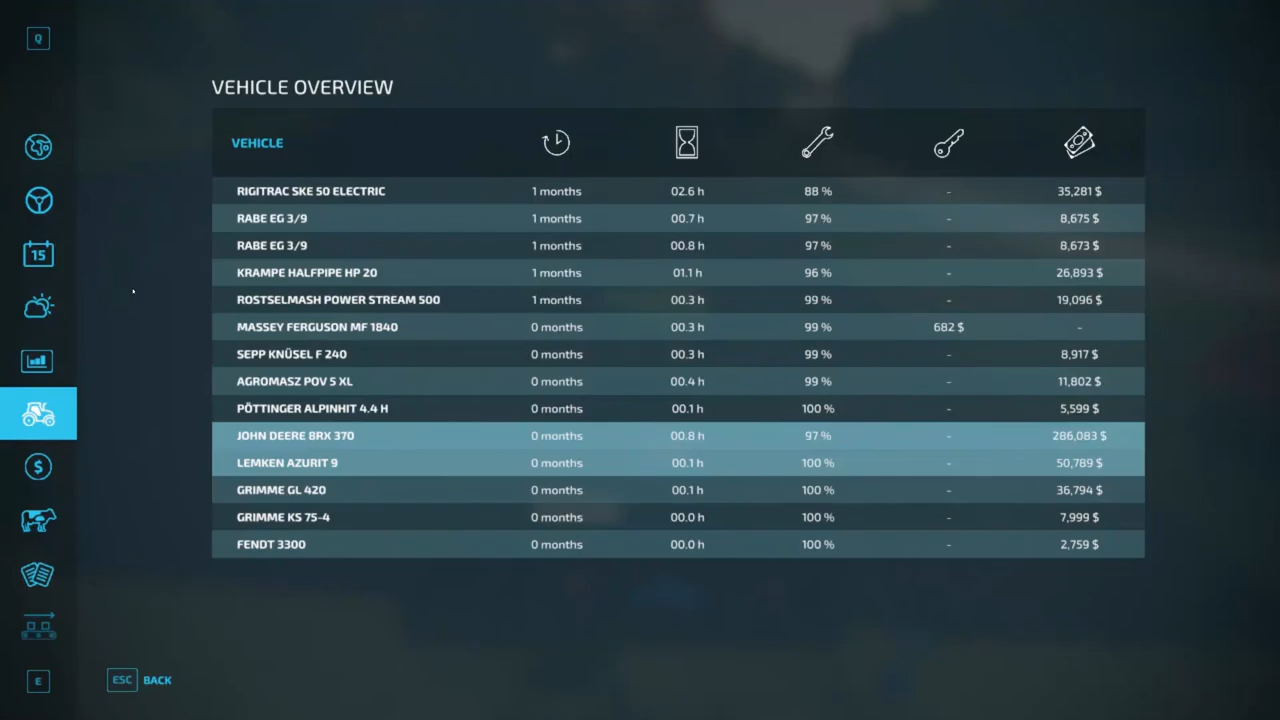 Q
VEHICLE OVERVIEW
VEHICLE
RIGITRAC SKE 50 ELECTRIC 1 months 02.6 h 88 % - 35,281 $
RABE EG 3/9 1 months 00.7 h 97 % - 8,675 $
RABE EG 3/9 1 months 00.8 h 97 % - 8,673 $
KRAMPE HALFPIPE HP 20 1 months 01.1 h 96 % - 26,893 $
ROSTSELMASH POWER STREAM 500 1 months 00.3 h 99 % - 19,096 $
MASSEY FERGUSON MF 1840 0 months 00.3 h 99 % 682 $ -
SEPP KNÜSEL F 240 0 months 00.3 h 99 % - 8,917 $
AGROMASZ POV 5 XL 0 months 00.4 h 99 % - 11,802 $
PÖTTINGER ALPINHIT 4.4 H 0 months 00.1 h 100 % - 5,599 $
JOHN DEERE 8RX 370 0 months 00.8 h 97 % - 286,083 $
LEMKEN AZURIT 9 0 months 00.1 h 100 % - 50,789 $
GRIMME GL 420 0 months 00.1 h 100 % - 36,794 $
GRIMME KS 75-4 0 months 00.0 h 100 % - 7,999 $
FENDT 3300 0 months 00.0 h 100 % - 2,759 $
15
$
E
ESC BACK